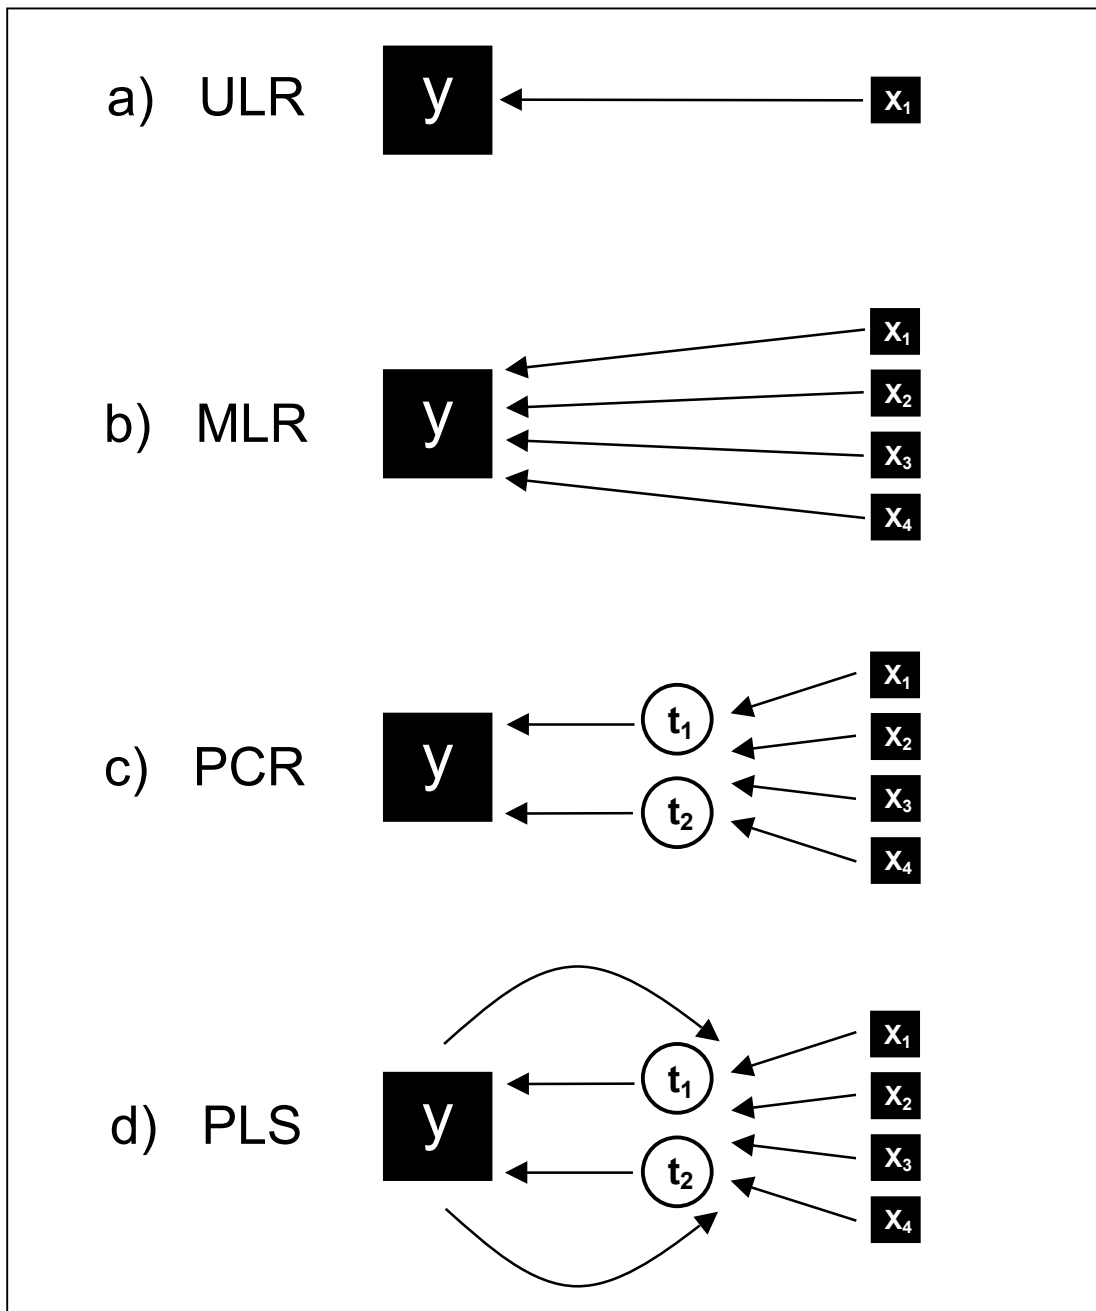 a) ULR y x₁
b) MLR y x₁
x₂
x₃
x₄
c) PCR y t₁ t₂ x₁
x₂
x₃
x₄
d) PLS y t₁ t₂ x₁
x₂
x₃
x₄